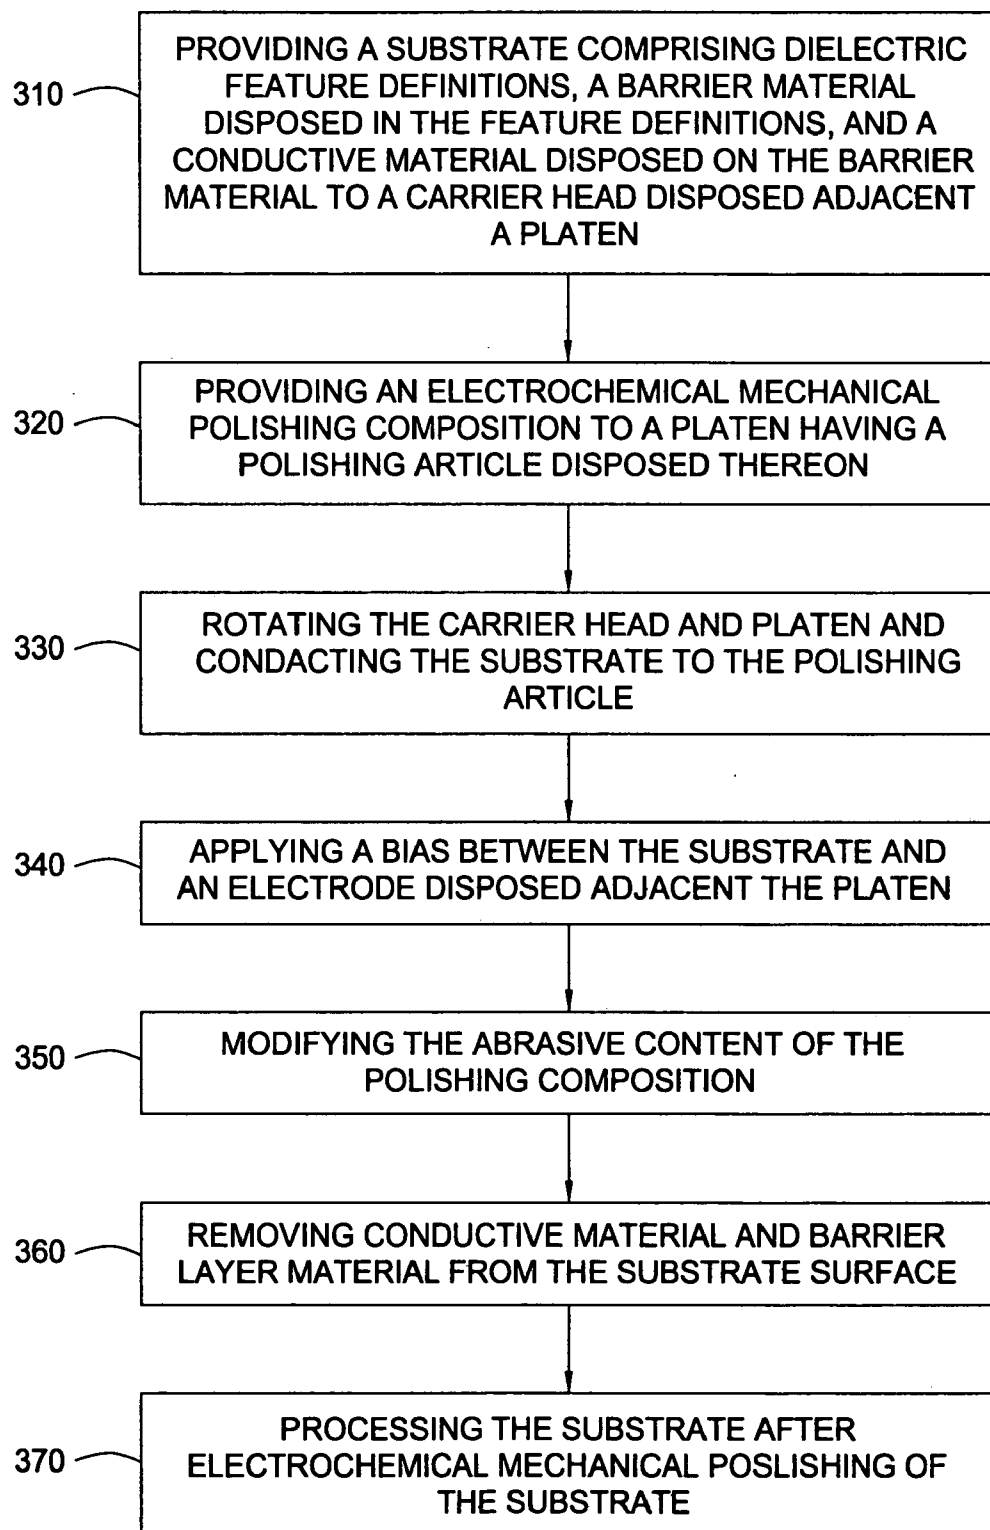 310
PROVIDING A SUBSTRATE COMPRISING DIELECTRIC
FEATURE DEFINITIONS, A BARRIER MATERIAL
DISPOSED IN THE FEATURE DEFINITIONS, AND A
CONDUCTIVE MATERIAL DISPOSED ON THE BARRIER
MATERIAL TO A CARRIER HEAD DISPOSED ADJACENT
A PLATEN
320
PROVIDING AN ELECTROCHEMICAL MECHANICAL
POLISHING COMPOSITION TO A PLATEN HAVING A
POLISHING ARTICLE DISPOSED THEREON
330
ROTATING THE CARRIER HEAD AND PLATEN AND
CONDACTING THE SUBSTRATE TO THE POLISHING
ARTICLE
340
APPLYING A BIAS BETWEEN THE SUBSTRATE AND
AN ELECTRODE DISPOSED ADJACENT THE PLATEN
350
MODIFYING THE ABRASIVE CONTENT OF THE
POLISHING COMPOSITION
360
REMOVING CONDUCTIVE MATERIAL AND BARRIER
LAYER MATERIAL FROM THE SUBSTRATE SURFACE
370
PROCESSING THE SUBSTRATE AFTER
ELECTROCHEMICAL MECHANICAL POSLISHING OF
THE SUBSTRATE